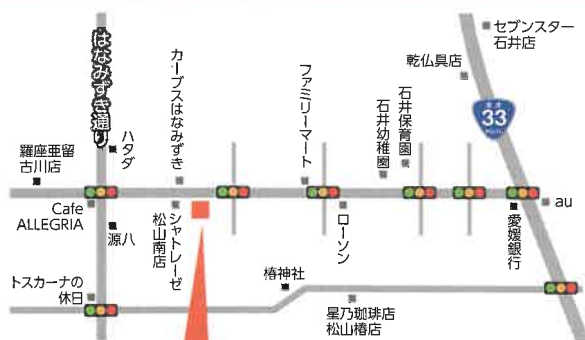 セブンスター
石井店
乾仏具店
はなみずき通り
カーブスはなみずき
ファミリーマート
石井保育園
石井幼稚園
33
ハタダ
羅座亜留
古川店
Cafe
ALLEGRIA
源八
シャトレーゼ
松山南店
ローソン
愛媛銀行
au
トスカーナの
休日
椿神社
星乃珈琲店
松山椿店